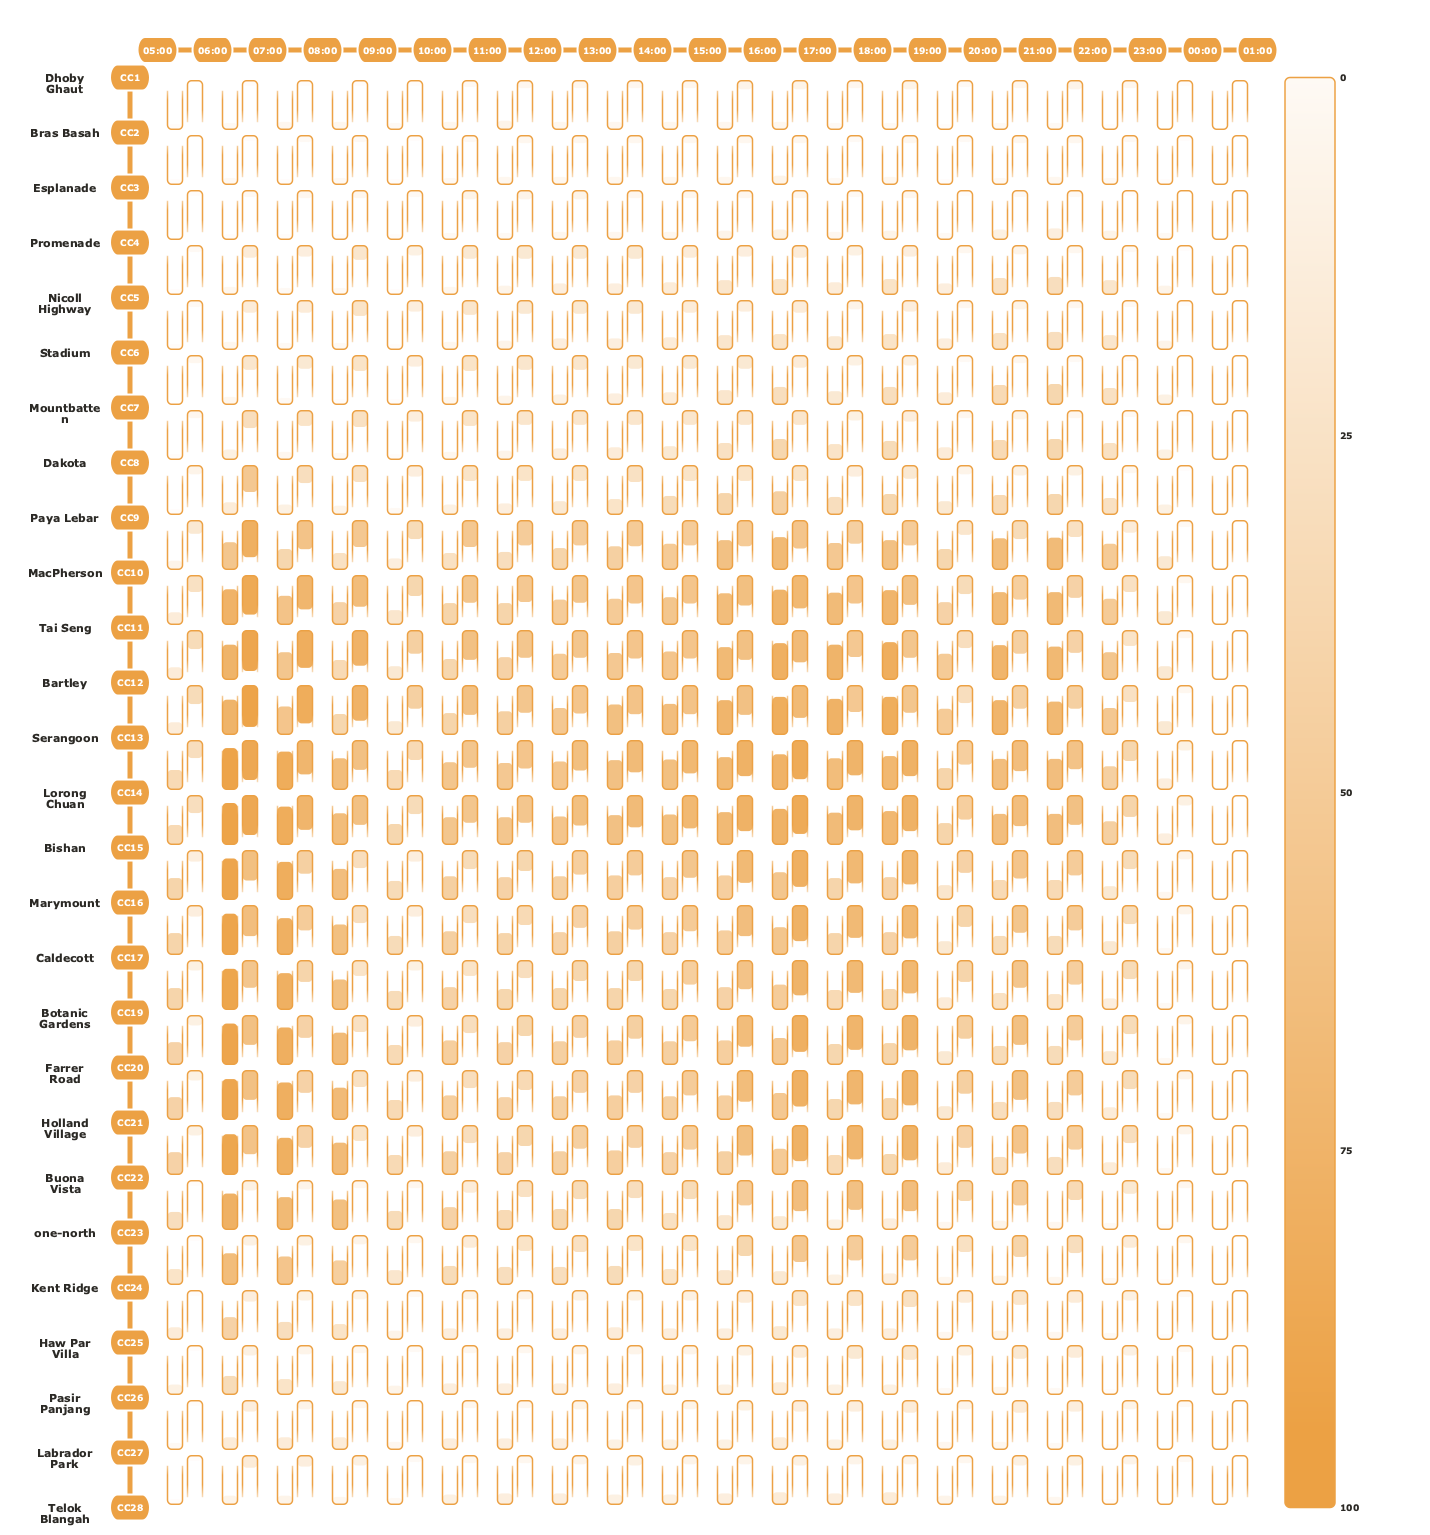 05:00 06:00 07:00 08:00 09:00 10:00 11:00 12:00 13:00 14:00 15:00 16:00 17:00 18:00 19:00 20:00 21:00 22:00 23:00 00:00 01:00
Dhoby
Ghaut
CC1
0
Bras Basah CC2
Esplanade CC3
Promenade CC4
Nicoll
Highway
CC5
Stadium CC6
Mountbatte
n
CC7
25
Dakota CC8
Paya Lebar CC9
MacPherson CC10
Tai Seng CC11
Bartley CC12
Serangoon CC13
Lorong
Chuan
CC14
50
Bishan CC15
Marymount CC16
Caldecott CC17
Botanic
Gardens
CC19
Farrer
Road
CC20
Holland
Village
CC21
75
Buona
Vista
CC22
one-north CC23
Kent Ridge CC24
Haw Par
Villa
CC25
Pasir
Panjang
CC26
Labrador
Park
CC27
Telok
Blangah
CC28
100